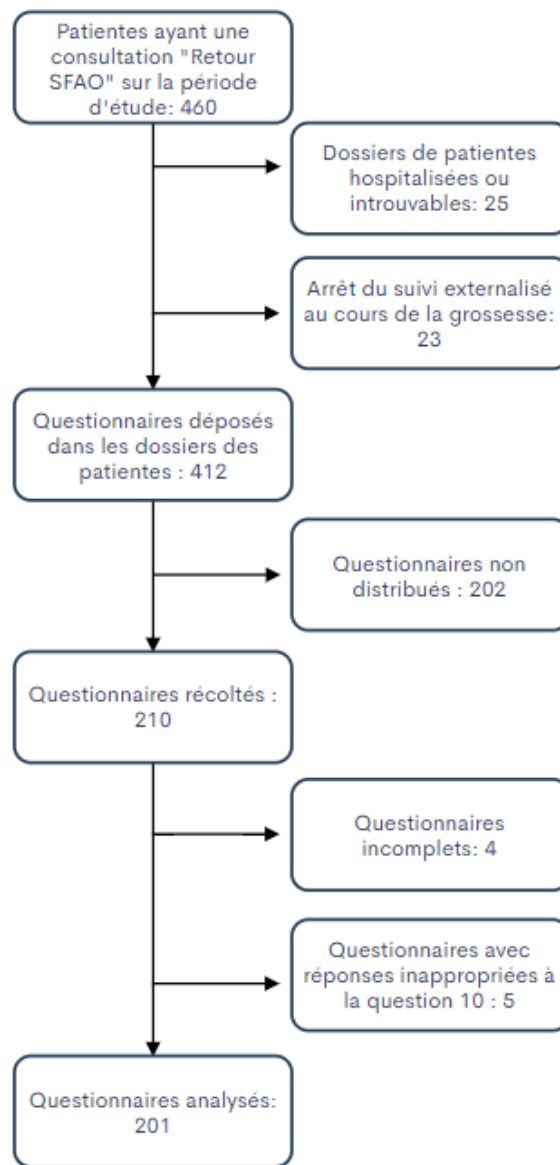 Patientes ayant une
consultation "Retour
SFAO" sur la période
d'étude: 460
Dossiers de patientes
hospitalisées ou
introuvables: 25
Arrêt du suivi externalisé
au cours de la grossesse:
23
Questionnaires déposés
dans les dossiers des
patientes : 412
Questionnaires non
distribués : 202
Questionnaires récoltés :
210
Questionnaires
incomplets: 4
Questionnaires avec
réponses inappropriées à
la question 10 : 5
Questionnaires analysés:
201